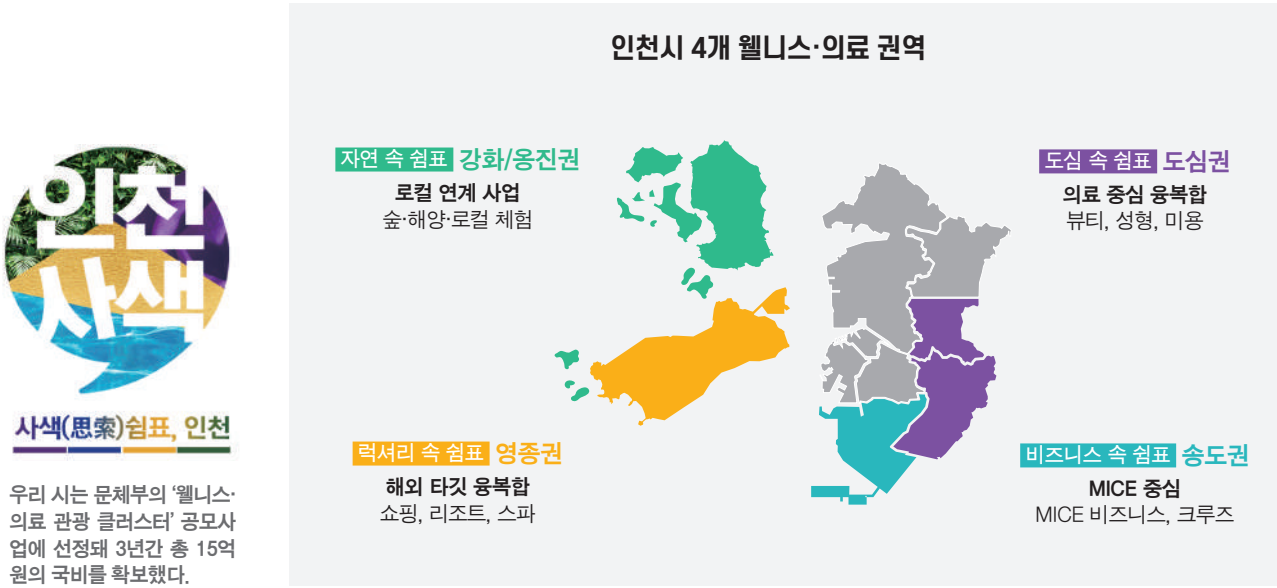 인천
사색
사색(思索)쉼표, 인천
우리 시는 문체부의 ‘웰니스·
의료 관광 클러스터’ 공모사
업에 선정돼 3년간 총 15억
원의 국비를 확보했다.
인천시 4개 웰니스·의료 권역
자연 속 쉼표 강화/옹진권
로컬 연계 사업
숲·해양·로컬 체험
도심 속 쉼표 도심권
의료 중심 융복합
뷰티, 성형, 미용
럭셔리 속 쉼표 영종권
해외 타깃 융복합
쇼핑, 리조트, 스파
비즈니스 속 쉼표 송도권
MICE 중심
MICE 비즈니스, 크루즈